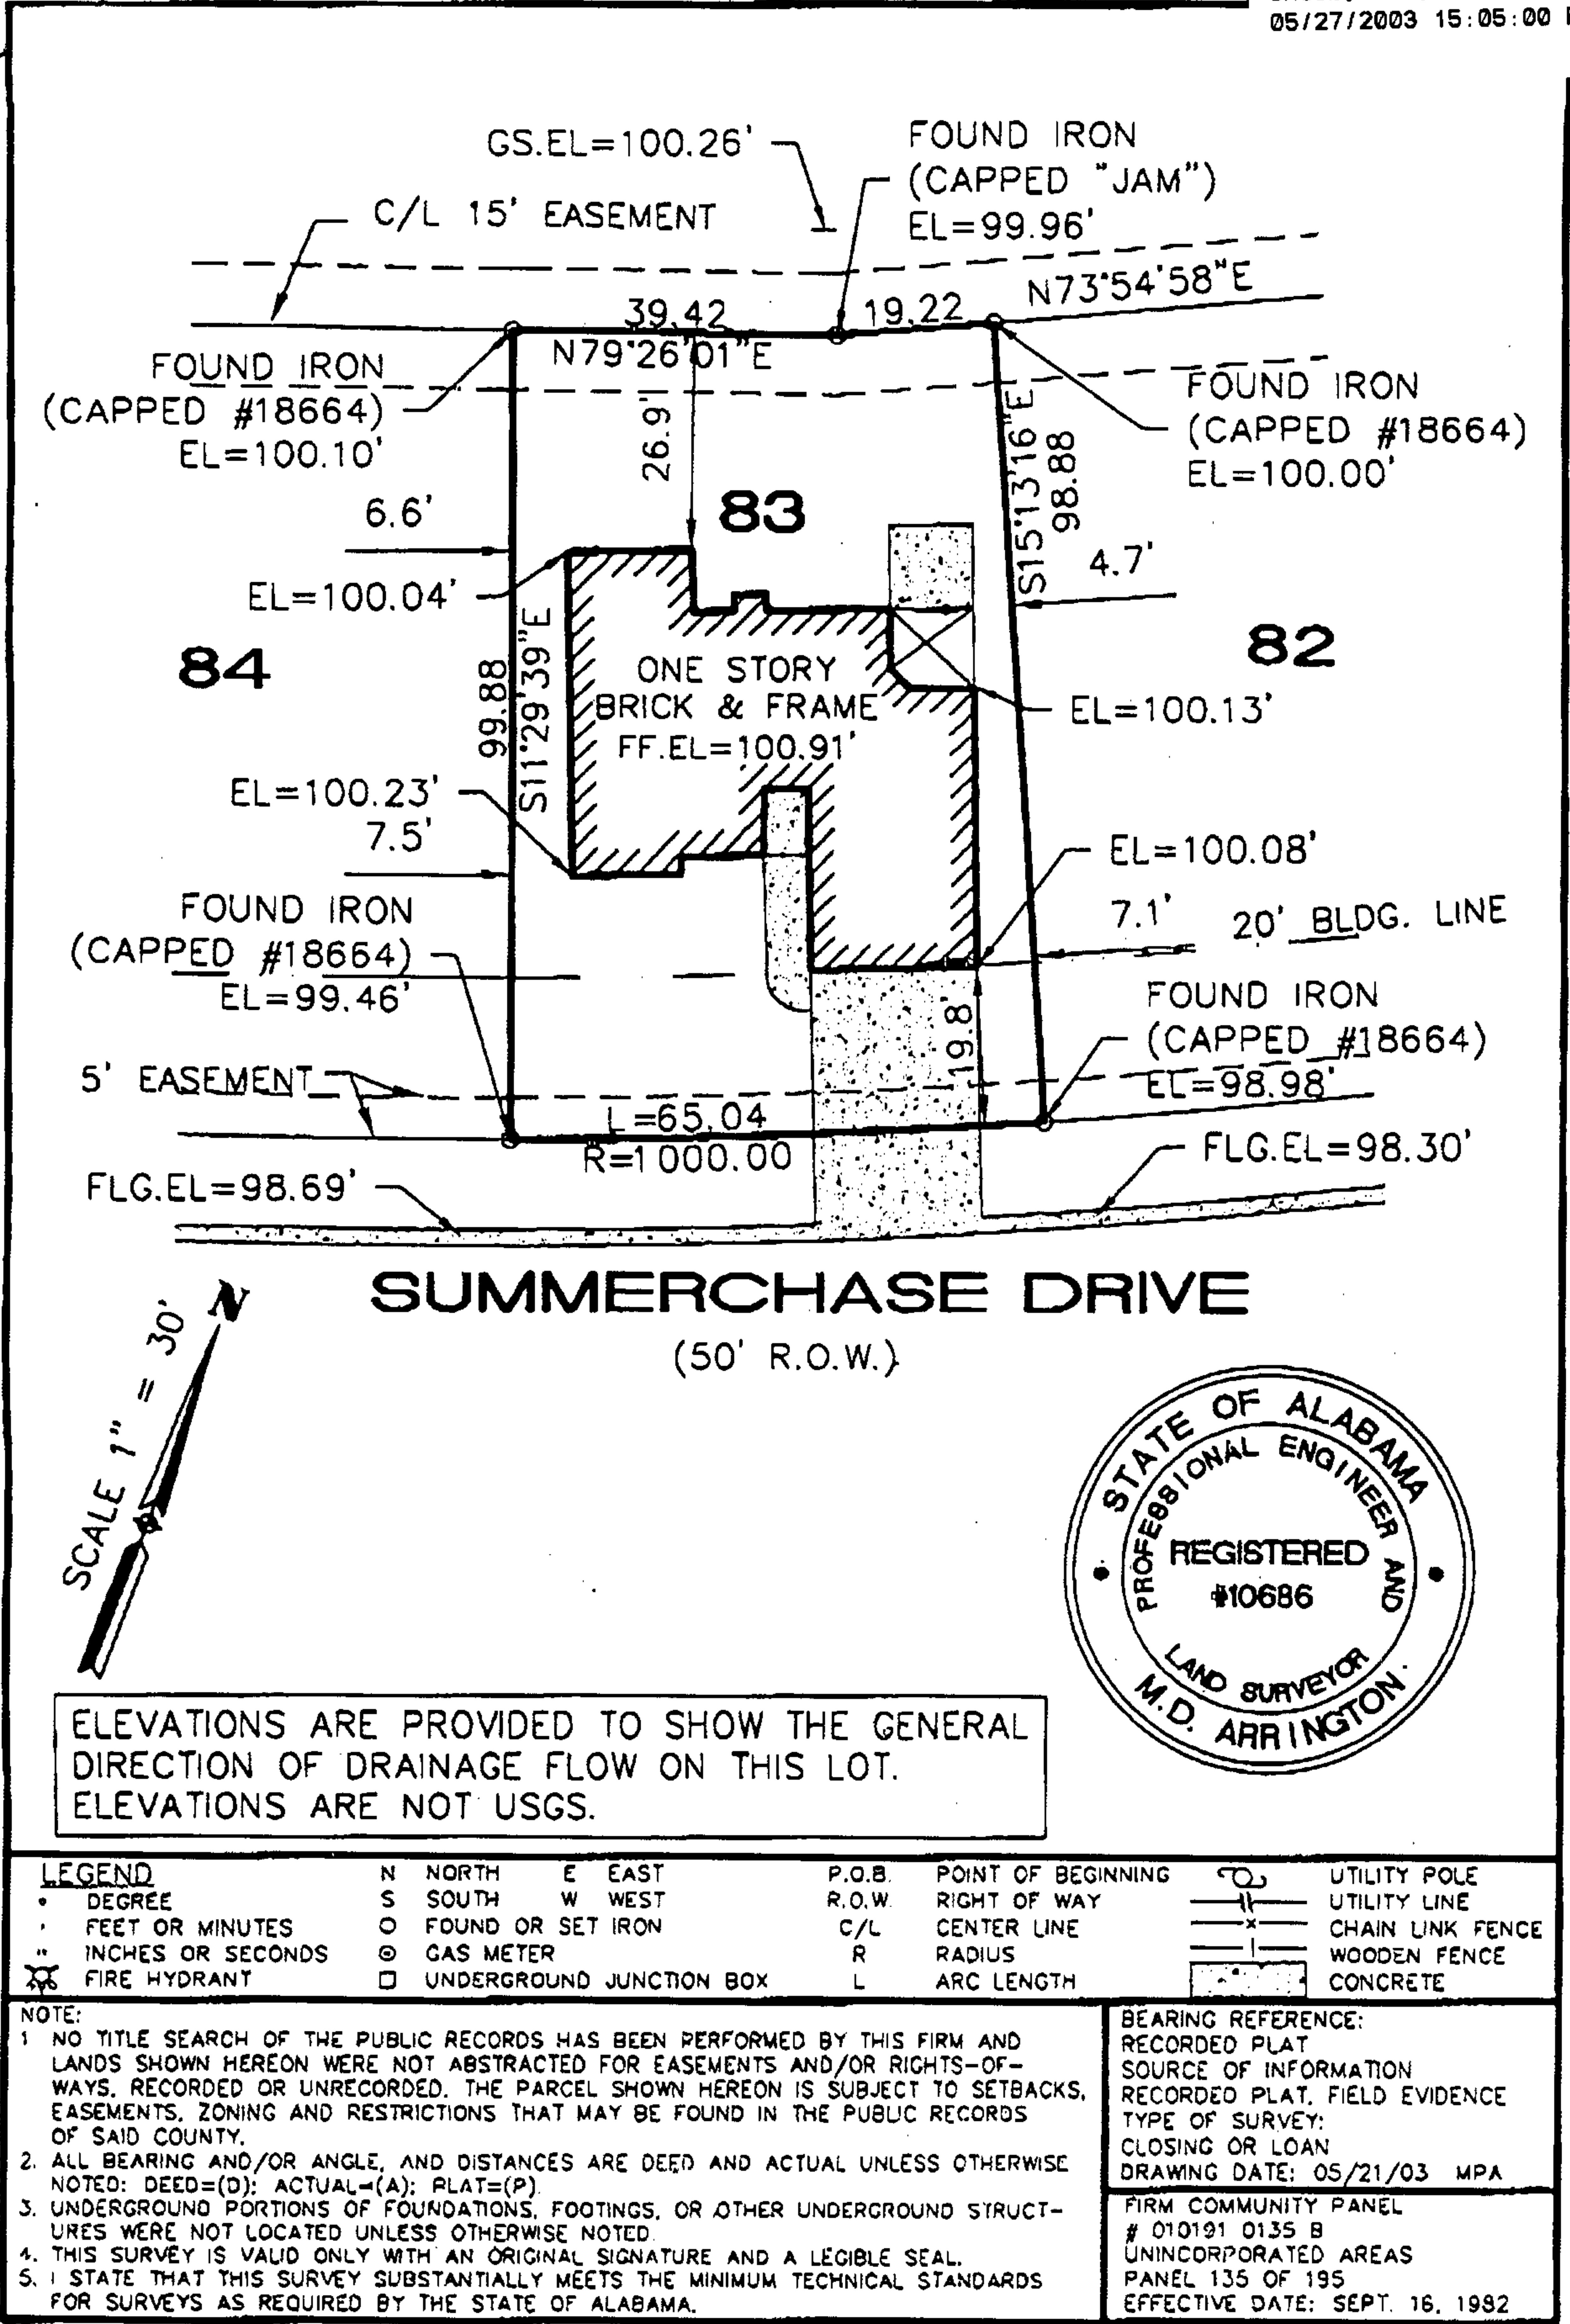 05/27/2003 15:05:00
GS.EL=100.26'
FOUND IRON
(CAPPED "JAM")
EL=99.96'
C/L 15' EASEMENT
N73°54'58"E
39.42
19.22
N79°26'01"E
FOUND IRON
(CAPPED #18664)
EL=100.10'
FOUND IRON
(CAPPED #18664)
EL=100.00'
26.9'
S15°13'16"E
98.88
6.6'
83
4.7'
EL=100.04'
84
82
99.88
S11°29'39"E
ONE STORY
BRICK & FRAME
FF.EL=100.91'
EL=100.13'
EL=100.23'
7.5'
EL=100.08'
7.1'
20' BLDG. LINE
FOUND IRON
(CAPPED #18664)
EL=99.46'
19.8'
FOUND IRON
(CAPPED #18664)
EL=98.98'
5' EASEMENT
L=65.04
R=1000.00
FLG.EL=98.69'
FLG.EL=98.30'
SUMMERCHASE DRIVE
(50' R.O.W.)
N
SCALE 1" = 30'
STATE OF ALABAMA
PROFESSIONAL ENGINEER AND
LAND SURVEYOR
REGISTERED
#10686
M.D. ARRINGTON
ELEVATIONS ARE PROVIDED TO SHOW THE GENERAL
DIRECTION OF DRAINAGE FLOW ON THIS LOT.
ELEVATIONS ARE NOT USGS.
LEGEND
° DEGREE
' FEET OR MINUTES
" INCHES OR SECONDS
FIRE HYDRANT
N NORTH E EAST
S SOUTH W WEST
O FOUND OR SET IRON
GAS METER
UNDERGROUND JUNCTION BOX
P.O.B. POINT OF BEGINNING
R.O.W. RIGHT OF WAY
C/L CENTER LINE
R RADIUS
L ARC LENGTH
UTILITY POLE
UTILITY LINE
CHAIN LINK FENCE
WOODEN FENCE
CONCRETE
NOTE:
1 NO TITLE SEARCH OF THE PUBLIC RECORDS HAS BEEN PERFORMED BY THIS FIRM AND
LANDS SHOWN HEREON WERE NOT ABSTRACTED FOR EASEMENTS AND/OR RIGHTS-OF-
WAYS, RECORDED OR UNRECORDED. THE PARCEL SHOWN HEREON IS SUBJECT TO SETBACKS,
EASEMENTS, ZONING AND RESTRICTIONS THAT MAY BE FOUND IN THE PUBLIC RECORDS
OF SAID COUNTY.
2. ALL BEARING AND/OR ANGLE, AND DISTANCES ARE DEED AND ACTUAL UNLESS OTHERWISE
NOTED: DEED=(D); ACTUAL=(A); PLAT=(P).
3. UNDERGROUND PORTIONS OF FOUNDATIONS, FOOTINGS, OR OTHER UNDERGROUND STRUCT-
URES WERE NOT LOCATED UNLESS OTHERWISE NOTED.
4. THIS SURVEY IS VALID ONLY WITH AN ORIGINAL SIGNATURE AND A LEGIBLE SEAL.
5. I STATE THAT THIS SURVEY SUBSTANTIALLY MEETS THE MINIMUM TECHNICAL STANDARDS
FOR SURVEYS AS REQUIRED BY THE STATE OF ALABAMA.
BEARING REFERENCE:
RECORDED PLAT
SOURCE OF INFORMATION
RECORDED PLAT, FIELD EVIDENCE
TYPE OF SURVEY:
CLOSING OR LOAN
DRAWING DATE: 05/21/03 MPA
FIRM COMMUNITY PANEL
# 010191 0135 B
UNINCORPORATED AREAS
PANEL 135 OF 195
EFFECTIVE DATE: SEPT. 16, 1982